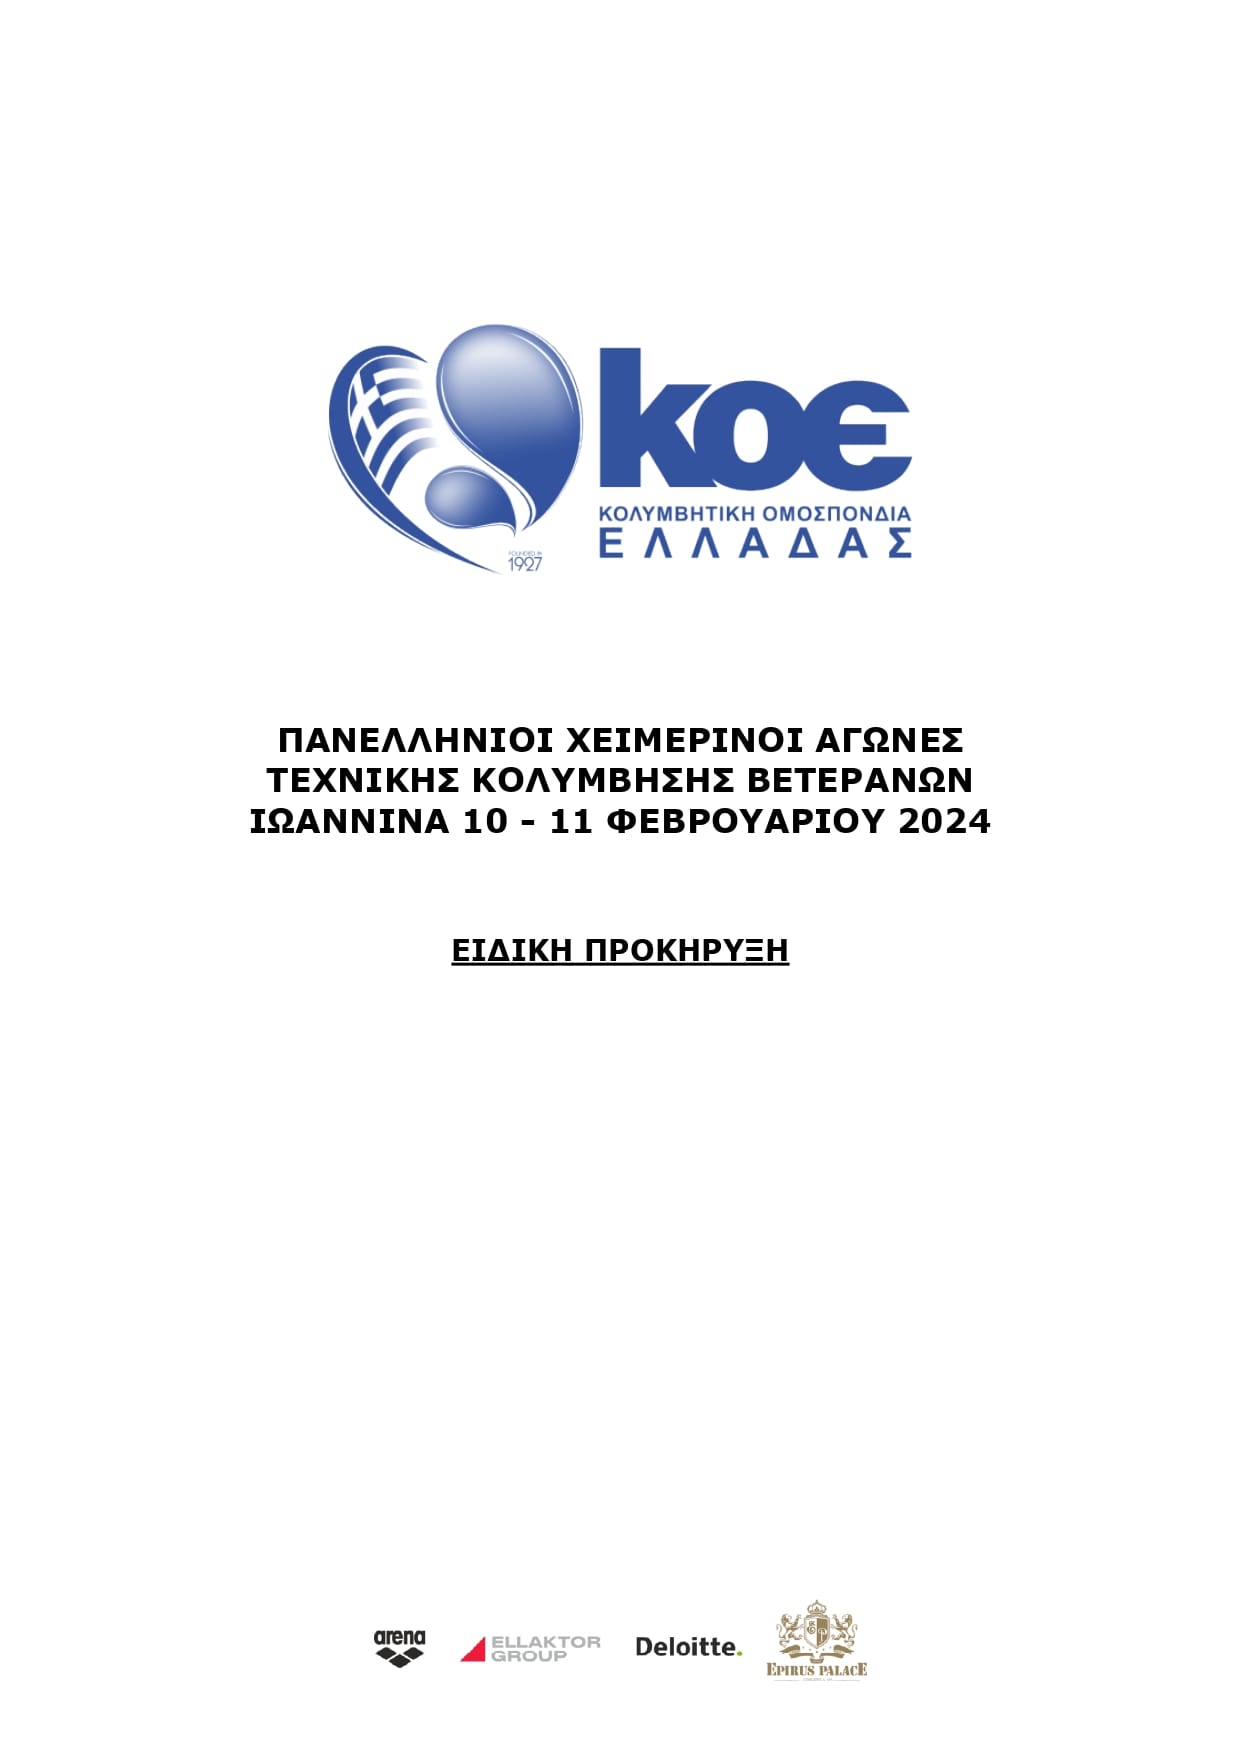 κοε
ΚΟΛΥΜΒΗΤΙΚΗ ΟΜΟΣΠΟΝΔΙΑ
ΕΛΛΑΔΑΣ
FOUNDED IN
1927
ΠΑΝΕΛΛΗΝΙΟΙ ΧΕΙΜΕΡΙΝΟΙ ΑΓΩΝΕΣ
ΤΕΧΝΙΚΗΣ ΚΟΛΥΜΒΗΣΗΣ ΒΕΤΕΡΑΝΩΝ
ΙΩΑΝΝΙΝΑ 10 - 11 ΦΕΒΡΟΥΑΡΙΟΥ 2024
ΕΙΔΙΚΗ ΠΡΟΚΗΡΥΞΗ
arena
ELLAKTOR
GROUP
Deloitte.
EPIRUS PALACE